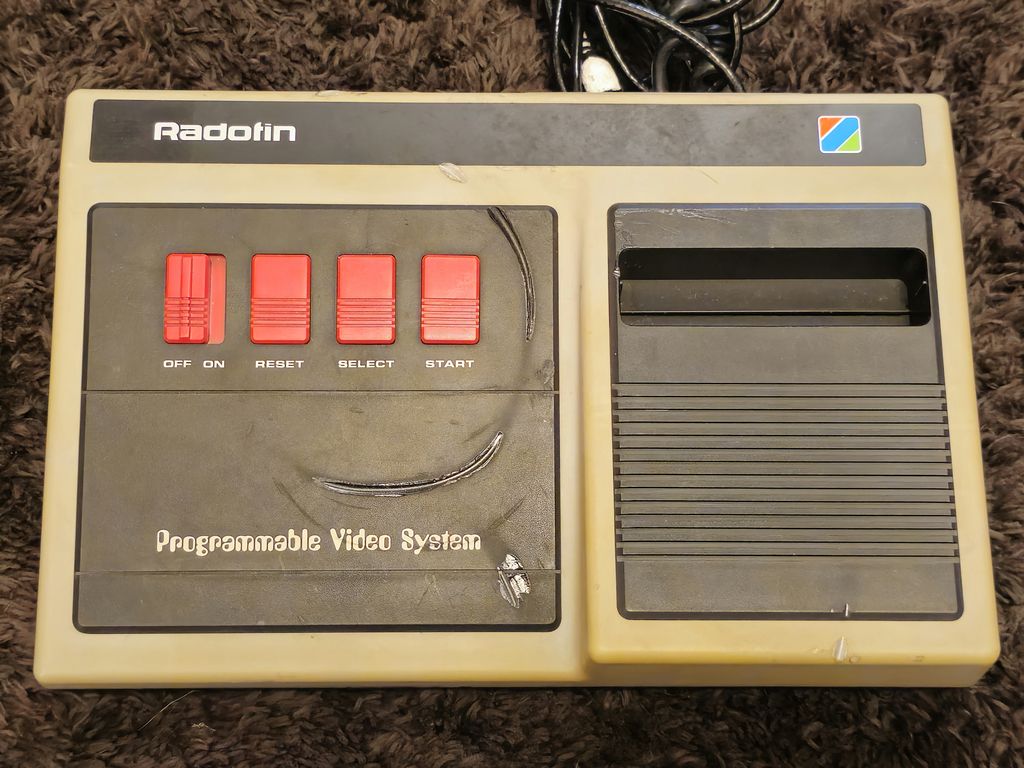 Radofin
OFF ON RESET SELECT START
Programmable Video System